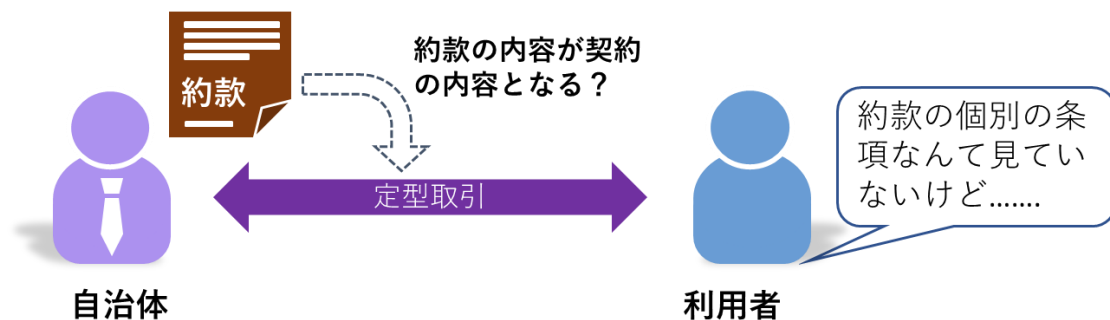 約款
約款の内容が契約
の内容となる？
定型取引
約款の個別の条
項なんて見てい
ないけど…….
自治体
利用者